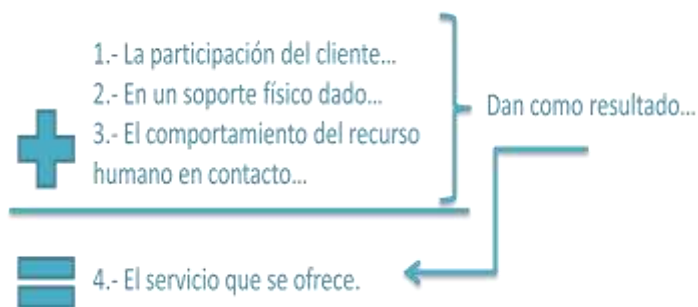 1.- La participación del cliente...
2.- En un soporte físico dado...
3.- El comportamiento del recurso
humano en contacto...
Dan como resultado...
4.- El servicio que se ofrece.